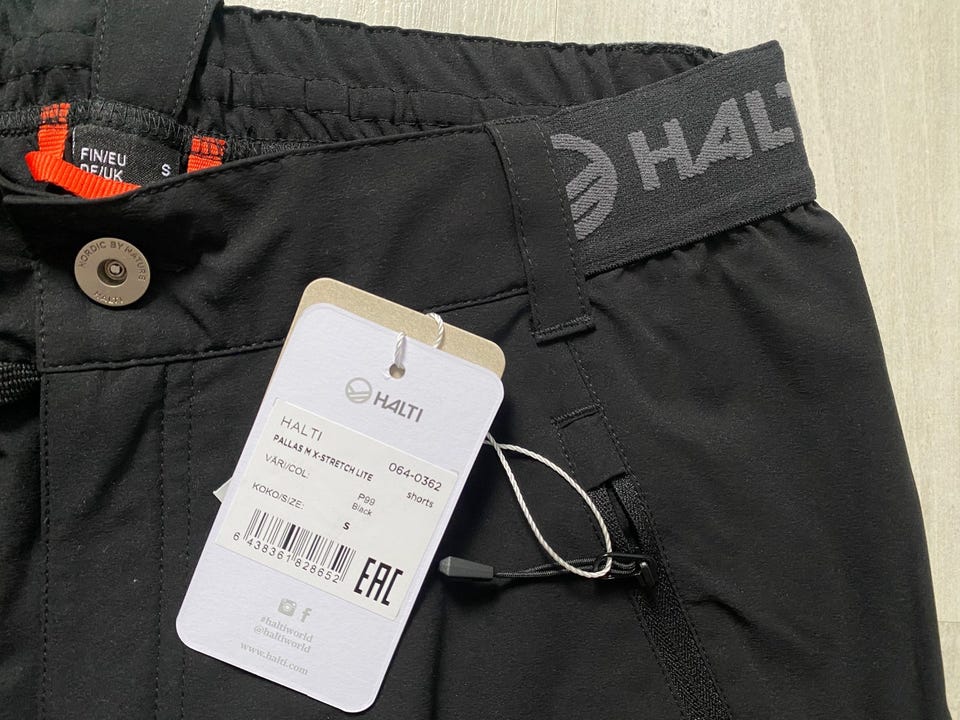 HALT
FIN/EU
DE/UK
S
NORDIC BY NATURE
HALTI
HALTI
HALTI
PALLAS M X-STRETCH LITE
064-0362
shorts
VÄRI/COL:
P99
Black
KOKO/SIZE:
S
6 438361 828652
EAC
#haltiworld
@haltiworld
www.halti.com